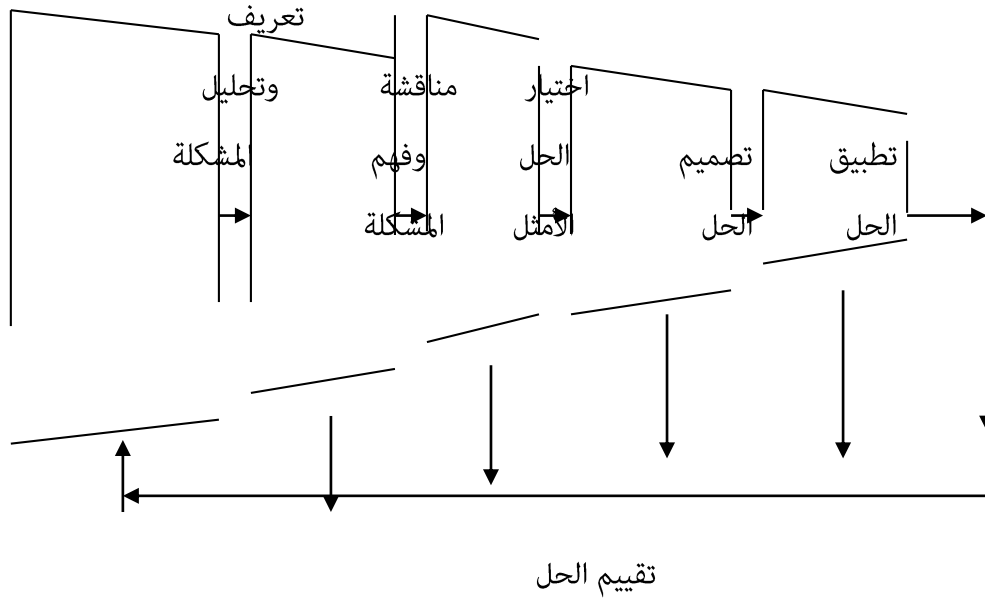 تعريف
وتحليل
المشكلة
مناقشة
وفهم
المشكلة
اختيار
الحل
الأمثل
تصميم
الحل
تطبيق
الحل
تقييم الحل